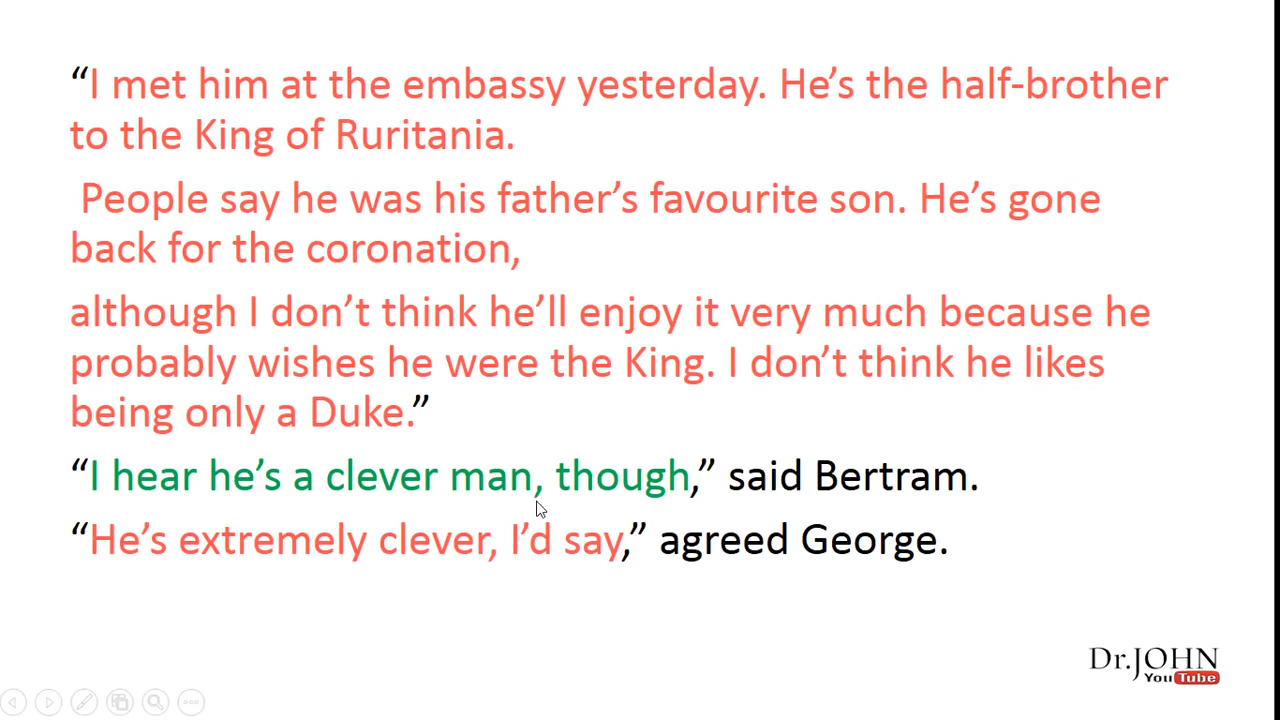 “I met him at the embassy yesterday. He’s the half-brother
to the King of Ruritania.
People say he was his father’s favourite son. He’s gone
back for the coronation,
although I don’t think he’ll enjoy it very much because he
probably wishes he were the King. I don’t think he likes
being only a Duke.”
“I hear he’s a clever man, though,” said Bertram.
“He’s extremely clever, I’d say,” agreed George.
Dr.JOHN
YouTube